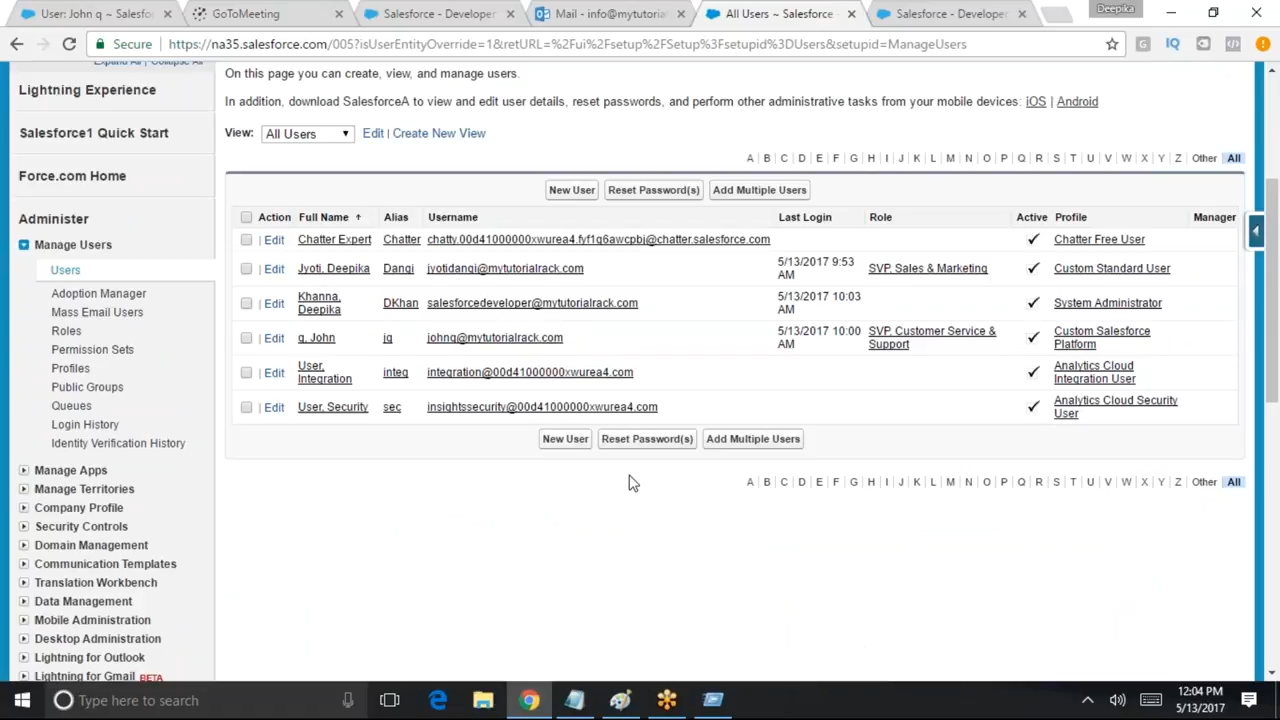 User: John q ~ Salesfo
GoToMeeting
Salesforce - Developer
Mail - info@mytutorial
All Users ~ Salesforce
Salesforce - Developer
Deepika
Secure
https://na35.salesforce.com/005?isUserEntityOverride=1&retURL=%2Fui%2Fsetup%2FSetup%3Fsetupid%3DUsers&setupid=ManageUsers
Expand All | Collapse All
Lightning Experience
Salesforce1 Quick Start
Force.com Home
Administer
Manage Users
Users
Adoption Manager
Mass Email Users
Roles
Permission Sets
Profiles
Public Groups
Queues
Login History
Identity Verification History
Manage Apps
Manage Territories
Company Profile
Security Controls
Domain Management
Communication Templates
Translation Workbench
Data Management
Mobile Administration
Desktop Administration
Lightning for Outlook
Lightning for Gmail BETA
On this page you can create, view, and manage users.
In addition, download SalesforceA to view and edit user details, reset passwords, and perform other administrative tasks from your mobile devices: iOS | Android
View: All Users Edit | Create New View
A | B | C | D | E | F | G | H | I | J | K | L | M | N | O | P | Q | R | S | T | U | V | W | X | Y | Z | Other All
New User Reset Password(s) Add Multiple Users
Action Full Name Alias Username Last Login Role Active Profile Manager
| Edit Chatter Expert Chatter chatty.00d41000000xwurea4.fyf1q6awcpbj@chatter.salesforce.com Chatter Free User
| Edit Jyoti, Deepika Dangi jyotidangi@mytutorialrack.com 5/13/2017 9:53 SVP, Sales & Marketing Custom Standard User
AM
| Edit Khanna, DKhan salesforcedeveloper@mytutorialrack.com 5/13/2017 10:03 System Administrator
Deepika AM
| Edit q, John jq johnq@mytutorialrack.com 5/13/2017 10:00 SVP, Customer Service & Custom Salesforce
AM Support Platform
| Edit User, integ integration@00d41000000xwurea4.com Analytics Cloud
Integration Integration User
| Edit User, Security sec insightssecurity@00d41000000xwurea4.com Analytics Cloud Security
User
New User Reset Password(s) Add Multiple Users
A | B | C | D | E | F | G | H | I | J | K | L | M | N | O | P | Q | R | S | T | U | V | W | X | Y | Z | Other All
Type here to search
12:04 PM
5/13/2017